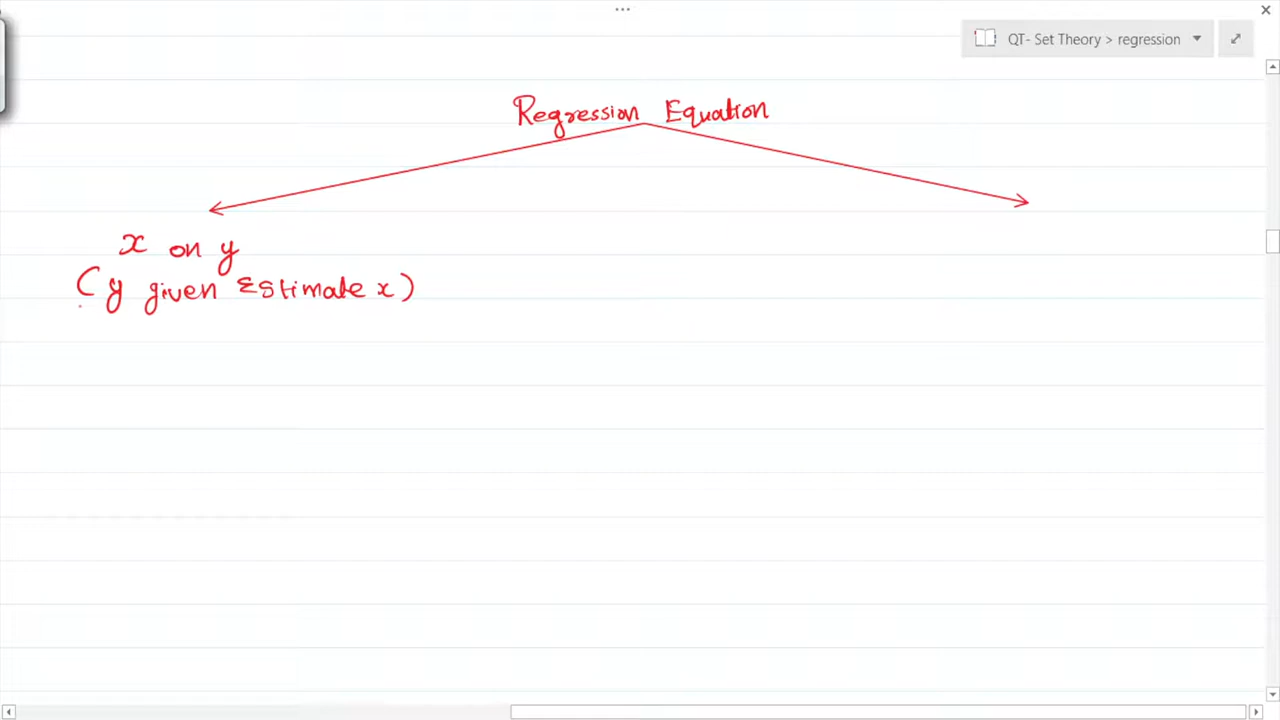 QT- Set Theory > regression
Regression Equation
x on y
(y given Estimate x)